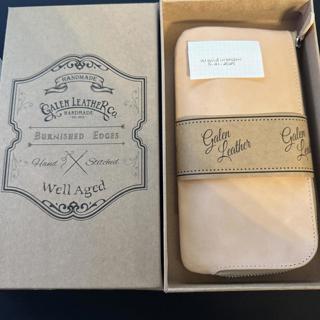 HANDMADE
GALEN LEATHER Co.
HANDMADE
BURNISHED EDGES
Hand Stitched
Well Aged
Galen
Leather
Galen
Leather